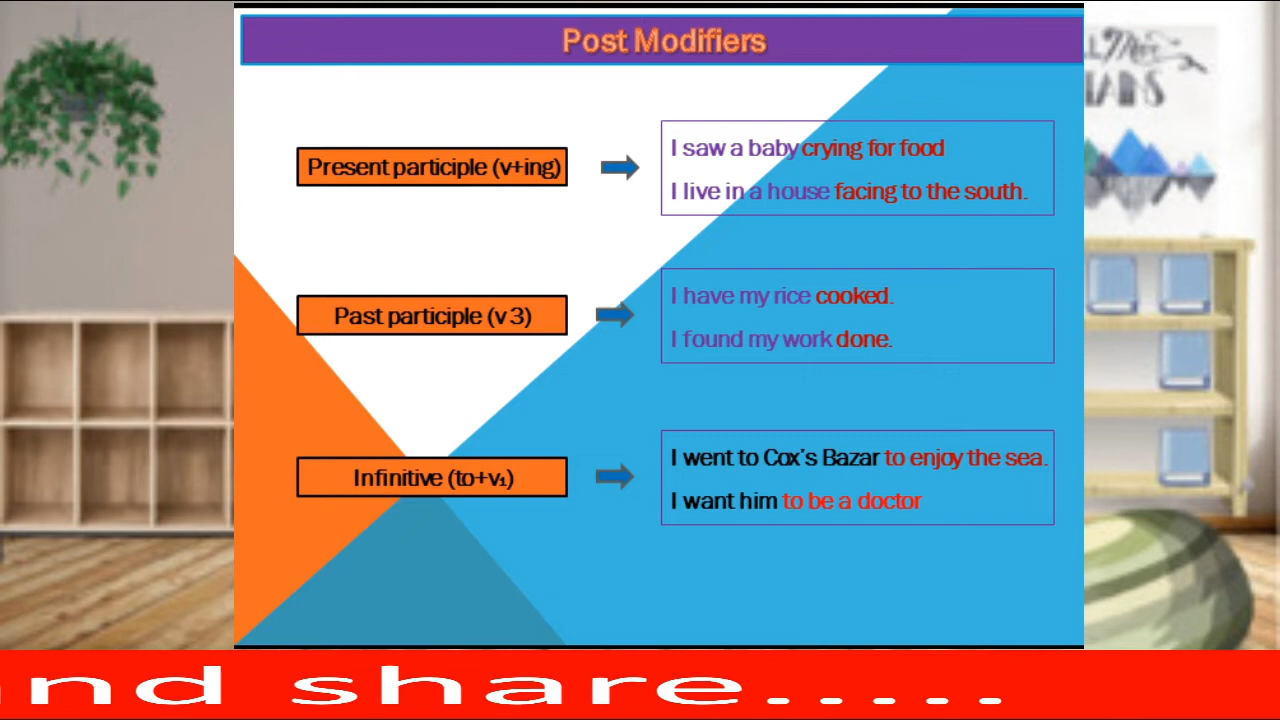 Post Modifiers
Present participle (v+ing)
I saw a baby crying for food
I live in a house facing to the south.
Past participle (v 3)
I have my rice cooked.
I found my work done.
Infinitive (to+v₁)
I went to Cox's Bazar to enjoy the sea.
I want him to be a doctor
and share.....